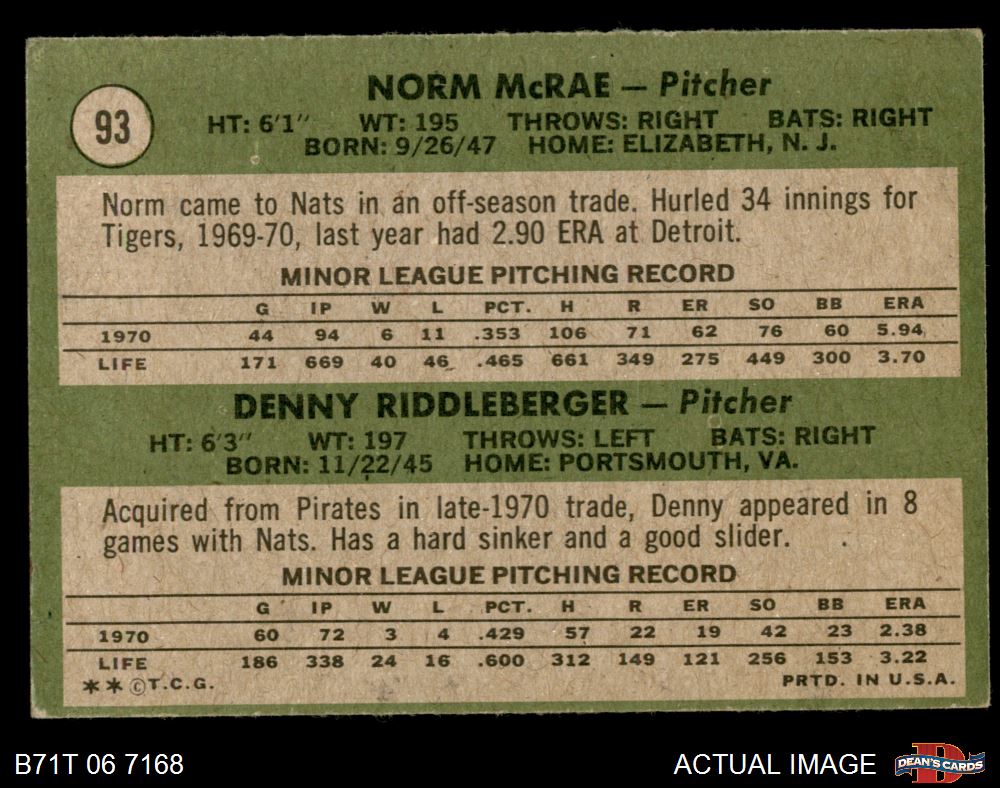 93
NORM McRAE — Pitcher
HT: 6'1" WT: 195 THROWS: RIGHT BATS: RIGHT
BORN: 9/26/47 HOME: ELIZABETH, N. J.
Norm came to Nats in an off-season trade. Hurled 34 innings for
Tigers, 1969-70, last year had 2.90 ERA at Detroit.
MINOR LEAGUE PITCHING RECORD
G IP W L PCT. H R ER SO BB ERA
1970 44 94 6 11 .353 106 71 62 76 60 5.94
LIFE 171 669 40 46 .465 661 349 275 449 300 3.70
DENNY RIDDLEBERGER — Pitcher
HT: 6'3" WT: 197 THROWS: LEFT BATS: RIGHT
BORN: 11/22/45 HOME: PORTSMOUTH, VA.
Acquired from Pirates in late-1970 trade, Denny appeared in 8
games with Nats. Has a hard sinker and a good slider.
MINOR LEAGUE PITCHING RECORD
G IP W L PCT. H R ER SO BB ERA
1970 60 72 3 4 .429 57 22 19 42 23 2.38
LIFE 186 338 24 16 .600 312 149 121 256 153 3.22
**©T.C.G. PRTD. IN U.S.A.
B71T 06 7168 ACTUAL IMAGE D DEAN'S CARDS